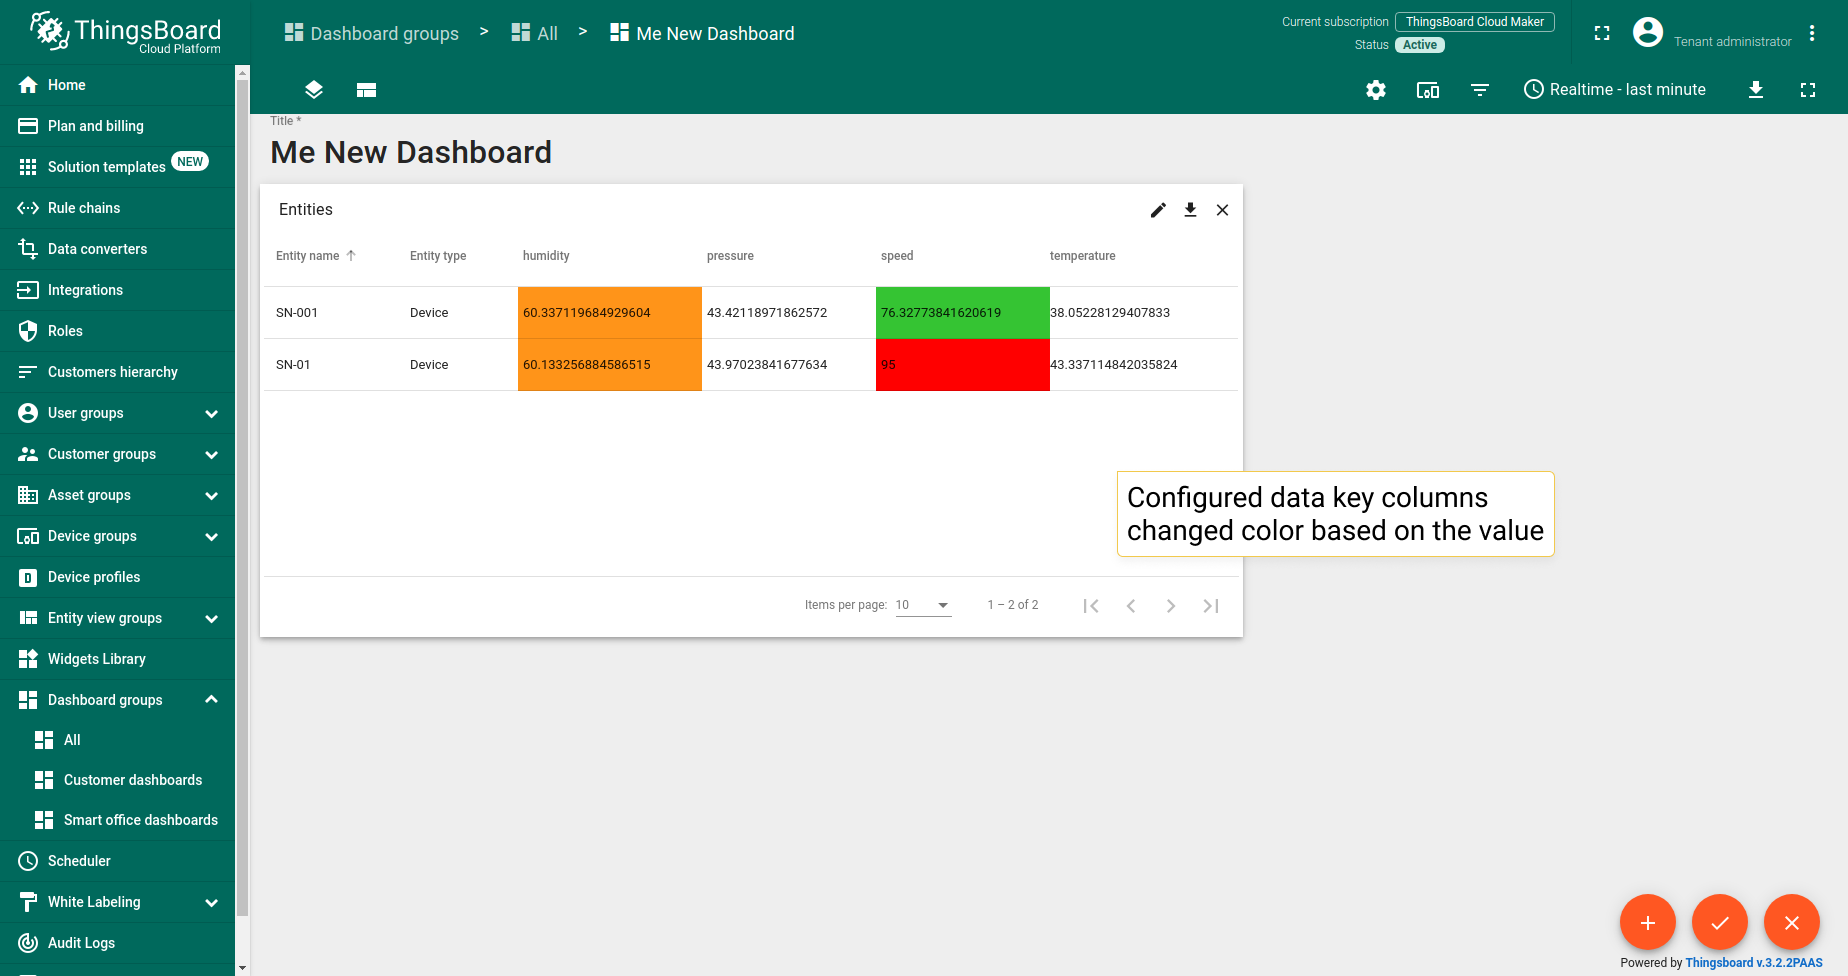 ThingsBoard
Cloud Platform
Dashboard groups > All > Me New Dashboard
Current subscription ThingsBoard Cloud Maker
Status Active
Tenant administrator
Realtime - last minute
Home
Plan and billing
Solution templates NEW
Rule chains
Data converters
Integrations
Roles
Customers hierarchy
User groups
Customer groups
Asset groups
Device groups
Device profiles
Entity view groups
Widgets Library
Dashboard groups
All
Customer dashboards
Smart office dashboards
Scheduler
White Labeling
Audit Logs
Title *
Me New Dashboard
Entities
Entity name Entity type humidity pressure speed temperature
SN-001 Device 60.337119684929604 43.42118971862572 76.32773841620619 38.05228129407833
SN-01 Device 60.133256884586515 43.97023841677634 95 43.337114842035824
Configured data key columns
changed color based on the value
Items per page: 10 1 – 2 of 2
Powered by Thingsboard v.3.2.2PAAS